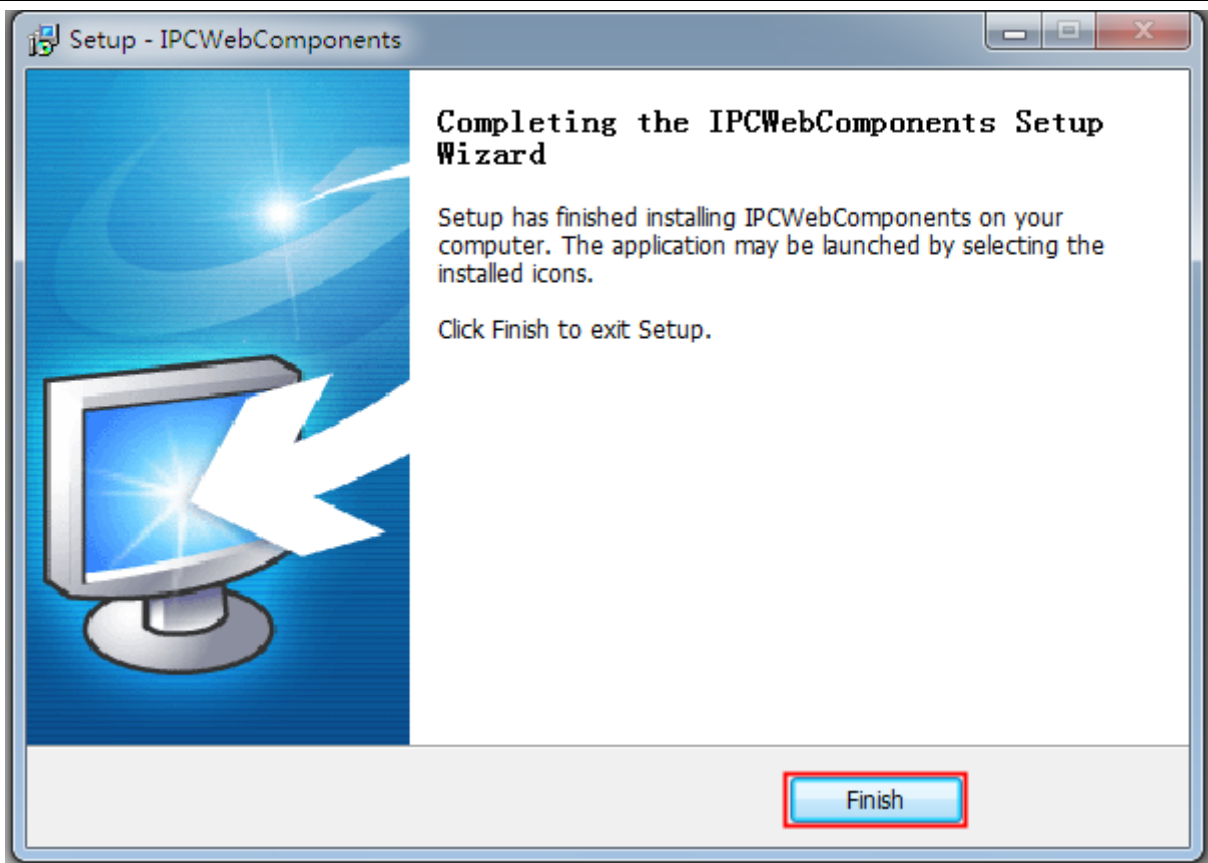 Setup - IPCWebComponents
Completing the IPCWebComponents Setup
Wizard
Setup has finished installing IPCWebComponents on your
computer. The application may be launched by selecting the
installed icons.
Click Finish to exit Setup.
Finish